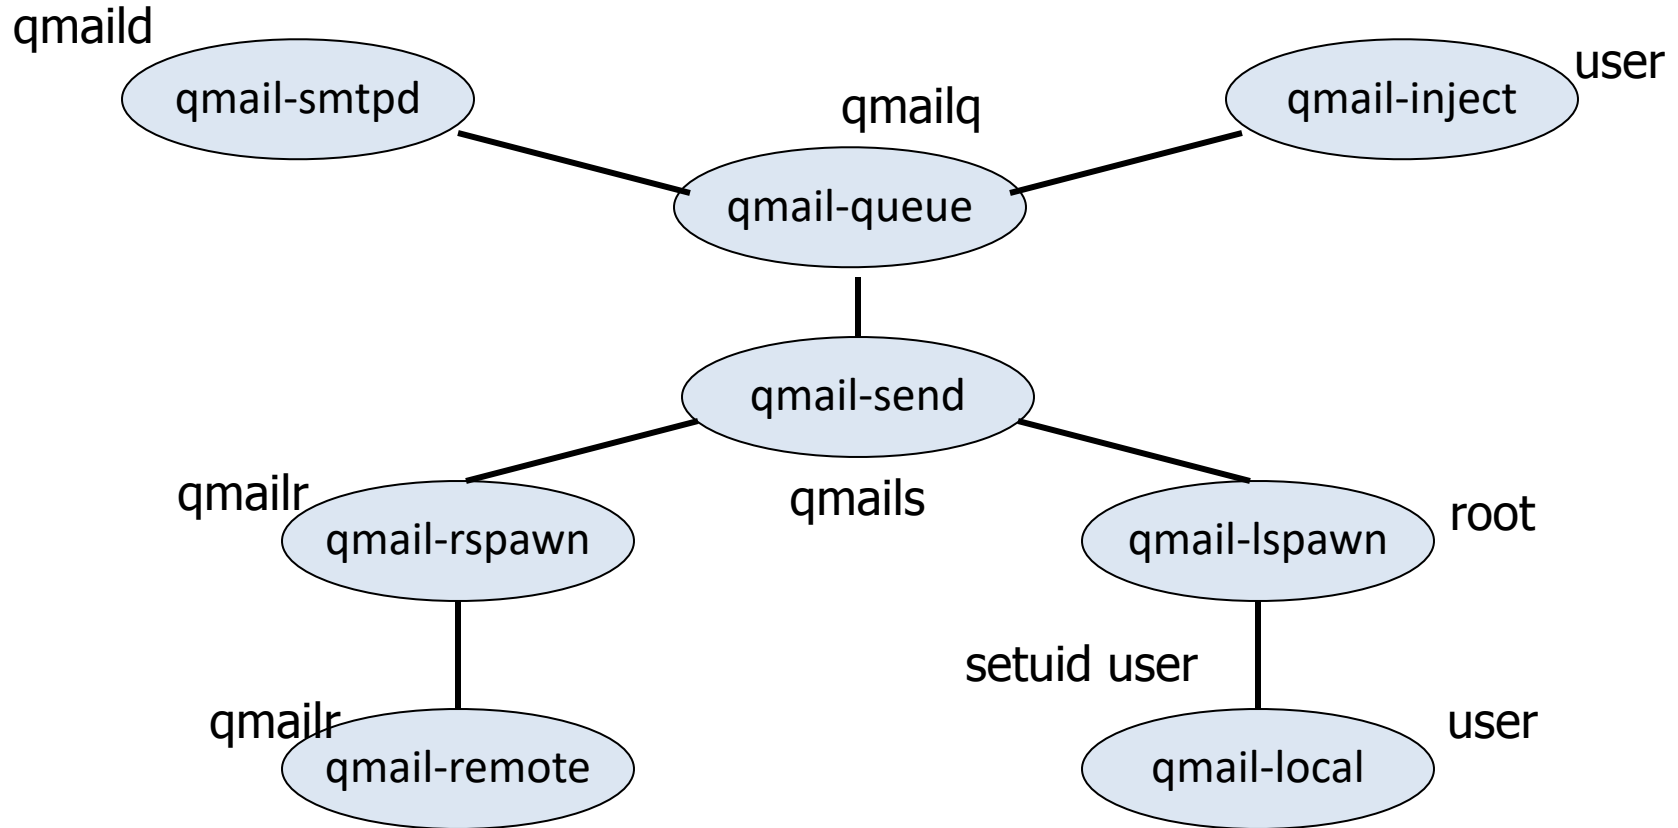 qmaild
qmail-smtpd
user
qmail-inject
qmailq
qmail-queue
qmail-send
qmails
qmailr
qmail-rspawn
root
qmail-lspawn
setuid user
qmailr
qmail-remote
user
qmail-local